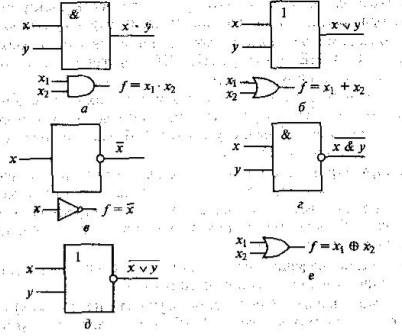 & x · y
x
y
x₁
x₂ f = x₁ · x₂
а
1 x ∨ y
x
y
x₁
x₂ f = x₁ + x₂
б
x x̅
x f = x̅
в
& x & y
x
y
г
1 x ∨ y
x
y
д
x₁
x₂ f = x₁ ⊕ x₂
е